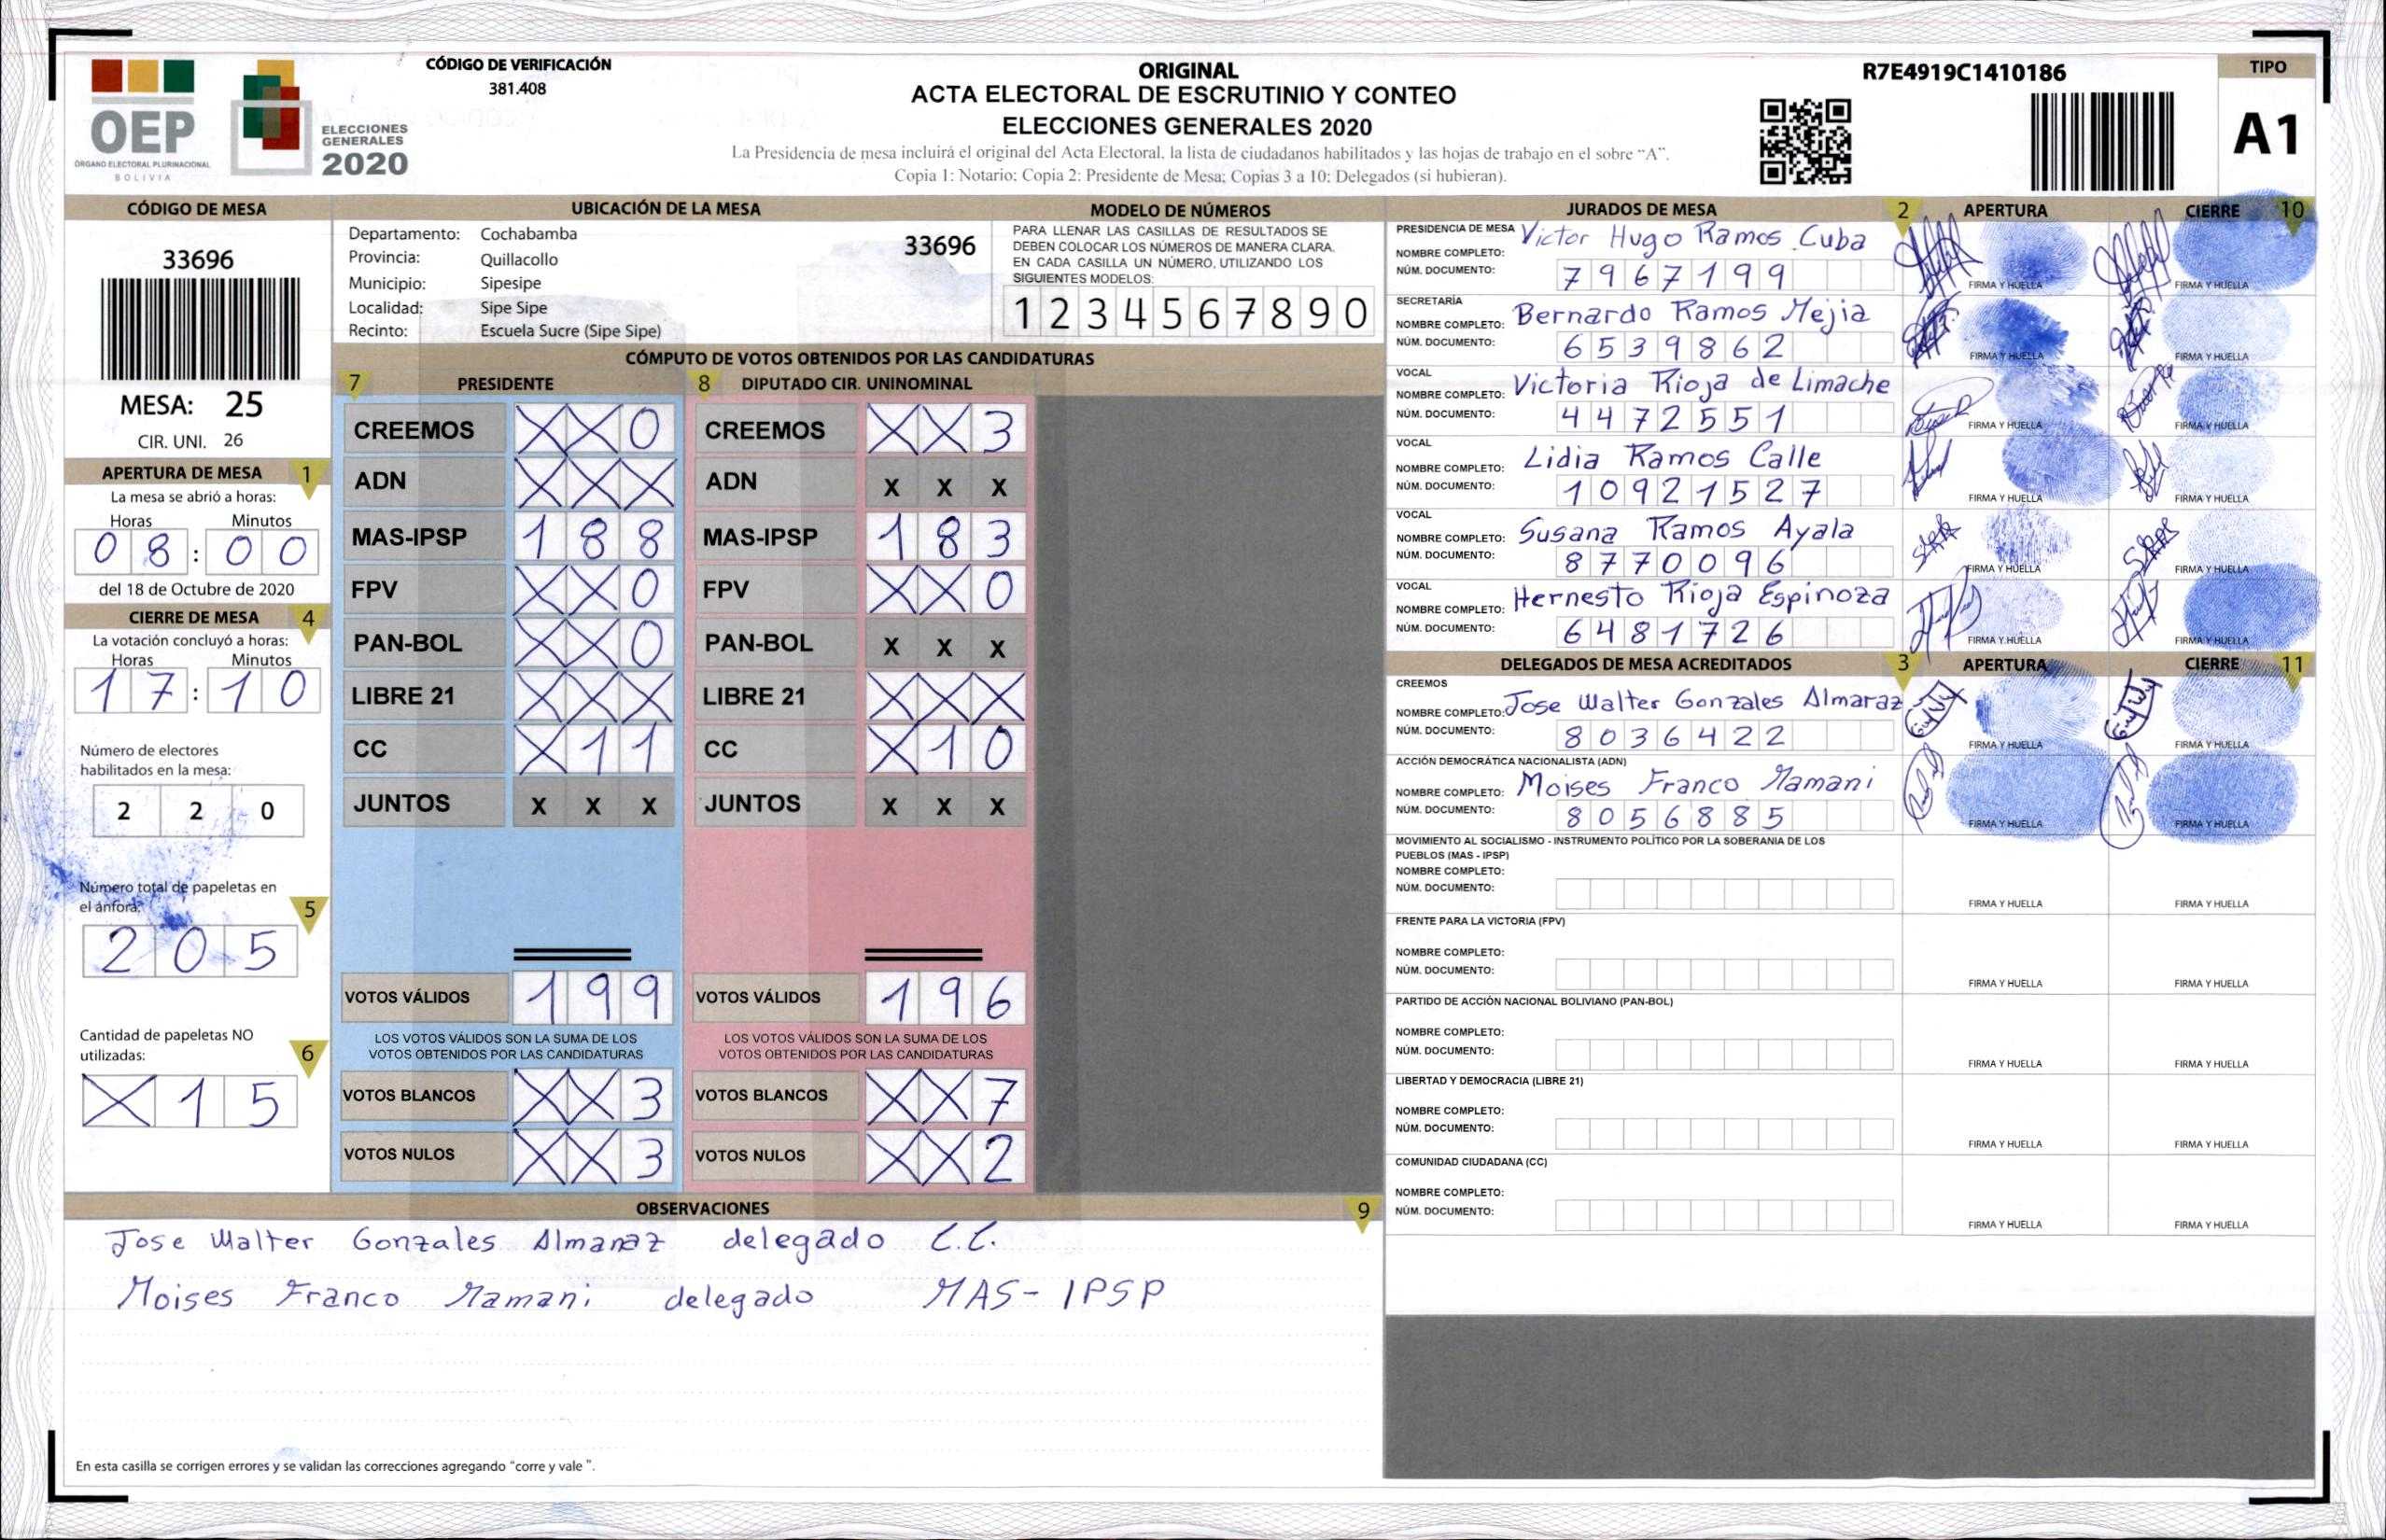 CÓDIGO DE VERIFICACIÓN
381.408
OEP
ÓRGANO ELECTORAL PLURINACIONAL
BOLIVIA
ELECCIONES
GENERALES
2020
ORIGINAL
ACTA ELECTORAL DE ESCRUTINIO Y CONTEO
ELECCIONES GENERALES 2020
La Presidencia de mesa incluirá el original del Acta Electoral, la lista de ciudadanos habilitados y las hojas de trabajo en el sobre "A".
Copia 1: Notario; Copia 2: Presidente de Mesa; Copias 3 a 10: Delegados (si hubieran).
R7E4919C1410186
TIPO
A1
CÓDIGO DE MESA
33696
MESA: 25
CIR. UNI. 26
APERTURA DE MESA 1
La mesa se abrió a horas:
Horas Minutos
0 8 : 0 0
del 18 de Octubre de 2020
CIERRE DE MESA 4
La votación concluyó a horas:
Horas Minutos
1 7 : 1 0
Número de electores
habilitados en la mesa:
2 2 0
Número total de papeletas en
el ánfora: 5
2 0 5
Cantidad de papeletas NO
utilizadas: 6
X 1 5
UBICACIÓN DE LA MESA
Departamento: Cochabamba 33696
Provincia: Quillacollo
Municipio: Sipesipe
Localidad: Sipe Sipe
Recinto: Escuela Sucre (Sipe Sipe)
MODELO DE NÚMEROS
PARA LLENAR LAS CASILLAS DE RESULTADOS SE
DEBEN COLOCAR LOS NÚMEROS DE MANERA CLARA.
EN CADA CASILLA UN NÚMERO, UTILIZANDO LOS
SIGUIENTES MODELOS:
1 2 3 4 5 6 7 8 9 0
CÓMPUTO DE VOTOS OBTENIDOS POR LAS CANDIDATURAS
7 PRESIDENTE
CREEMOS X X 0
ADN X X X
MAS-IPSP 1 8 8
FPV X X 0
PAN-BOL X X 0
LIBRE 21 X X X
CC X 1 1
JUNTOS X X X
VOTOS VÁLIDOS 1 9 9
LOS VOTOS VÁLIDOS SON LA SUMA DE LOS
VOTOS OBTENIDOS POR LAS CANDIDATURAS
VOTOS BLANCOS X X 3
VOTOS NULOS X X 3
8 DIPUTADO CIR. UNINOMINAL
CREEMOS X X 3
ADN X X X
MAS-IPSP 1 8 3
FPV X X 0
PAN-BOL X X X
LIBRE 21 X X X
CC X 1 0
JUNTOS X X X
VOTOS VÁLIDOS 1 9 6
LOS VOTOS VÁLIDOS SON LA SUMA DE LOS
VOTOS OBTENIDOS POR LAS CANDIDATURAS
VOTOS BLANCOS X X 7
VOTOS NULOS X X 2
OBSERVACIONES 9
Jose Walter Gonzales Almaraz delegado C.C.
Moises Franco Mamani delegado MAS-IPSP
En esta casilla se corrigen errores y se validan las correcciones agregando "corre y vale".
JURADOS DE MESA 2 APERTURA CIERRE 10
PRESIDENCIA DE MESA
NOMBRE COMPLETO: Victor Hugo Ramos Cuba
NÚM. DOCUMENTO: 7967199 FIRMA Y HUELLA FIRMA Y HUELLA
SECRETARÍA
NOMBRE COMPLETO: Bernardo Ramos Mejia
NÚM. DOCUMENTO: 6539862 FIRMA Y HUELLA FIRMA Y HUELLA
VOCAL
NOMBRE COMPLETO: Victoria Rioja de Limache
NÚM. DOCUMENTO: 4472551 FIRMA Y HUELLA FIRMA Y HUELLA
VOCAL
NOMBRE COMPLETO: Lidia Ramos Calle
NÚM. DOCUMENTO: 10921527 FIRMA Y HUELLA FIRMA Y HUELLA
VOCAL
NOMBRE COMPLETO: Susana Ramos Ayala
NÚM. DOCUMENTO: 8770096 FIRMA Y HUELLA FIRMA Y HUELLA
VOCAL
NOMBRE COMPLETO: Hernesto Rioja Espinoza
NÚM. DOCUMENTO: 6481726 FIRMA Y HUELLA FIRMA Y HUELLA
DELEGADOS DE MESA ACREDITADOS 3 APERTURA CIERRE 11
CREEMOS
NOMBRE COMPLETO: Jose Walter Gonzales Almaraz
NÚM. DOCUMENTO: 8036422 FIRMA Y HUELLA FIRMA Y HUELLA
ACCIÓN DEMOCRÁTICA NACIONALISTA (ADN)
NOMBRE COMPLETO: Moises Franco Mamani
NÚM. DOCUMENTO: 8056885 FIRMA Y HUELLA FIRMA Y HUELLA
MOVIMIENTO AL SOCIALISMO - INSTRUMENTO POLÍTICO POR LA SOBERANIA DE LOS
PUEBLOS (MAS - IPSP)
NOMBRE COMPLETO:
NÚM. DOCUMENTO: FIRMA Y HUELLA FIRMA Y HUELLA
FRENTE PARA LA VICTORIA (FPV)
NOMBRE COMPLETO:
NÚM. DOCUMENTO: FIRMA Y HUELLA FIRMA Y HUELLA
PARTIDO DE ACCIÓN NACIONAL BOLIVIANO (PAN-BOL)
NOMBRE COMPLETO:
NÚM. DOCUMENTO: FIRMA Y HUELLA FIRMA Y HUELLA
LIBERTAD Y DEMOCRACIA (LIBRE 21)
NOMBRE COMPLETO:
NÚM. DOCUMENTO: FIRMA Y HUELLA FIRMA Y HUELLA
COMUNIDAD CIUDADANA (CC)
NOMBRE COMPLETO:
NÚM. DOCUMENTO: FIRMA Y HUELLA FIRMA Y HUELLA